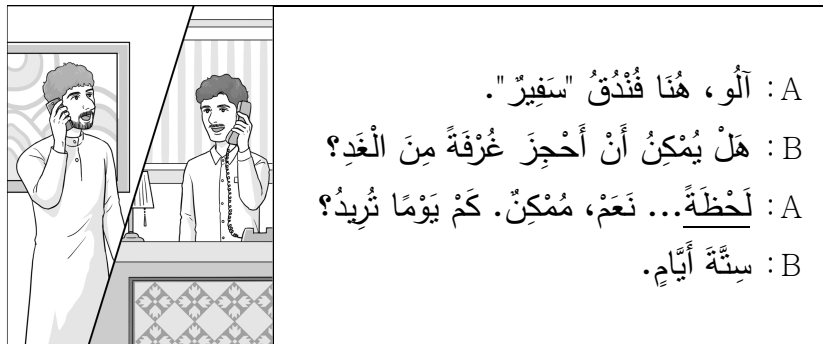 A: آلُو، هُنَا فُنْدُقُ "سَفِيرٌ".
B: هَلْ يُمْكِنُ أَنْ أَحْجِزَ غُرْفَةً مِنَ الْغَدِ؟
A: لَحْظَةً... نَعَمْ، مُمْكِنٌ. كَمْ يَوْمًا تُرِيدُ؟
B: سِتَّةَ أَيَّامٍ.